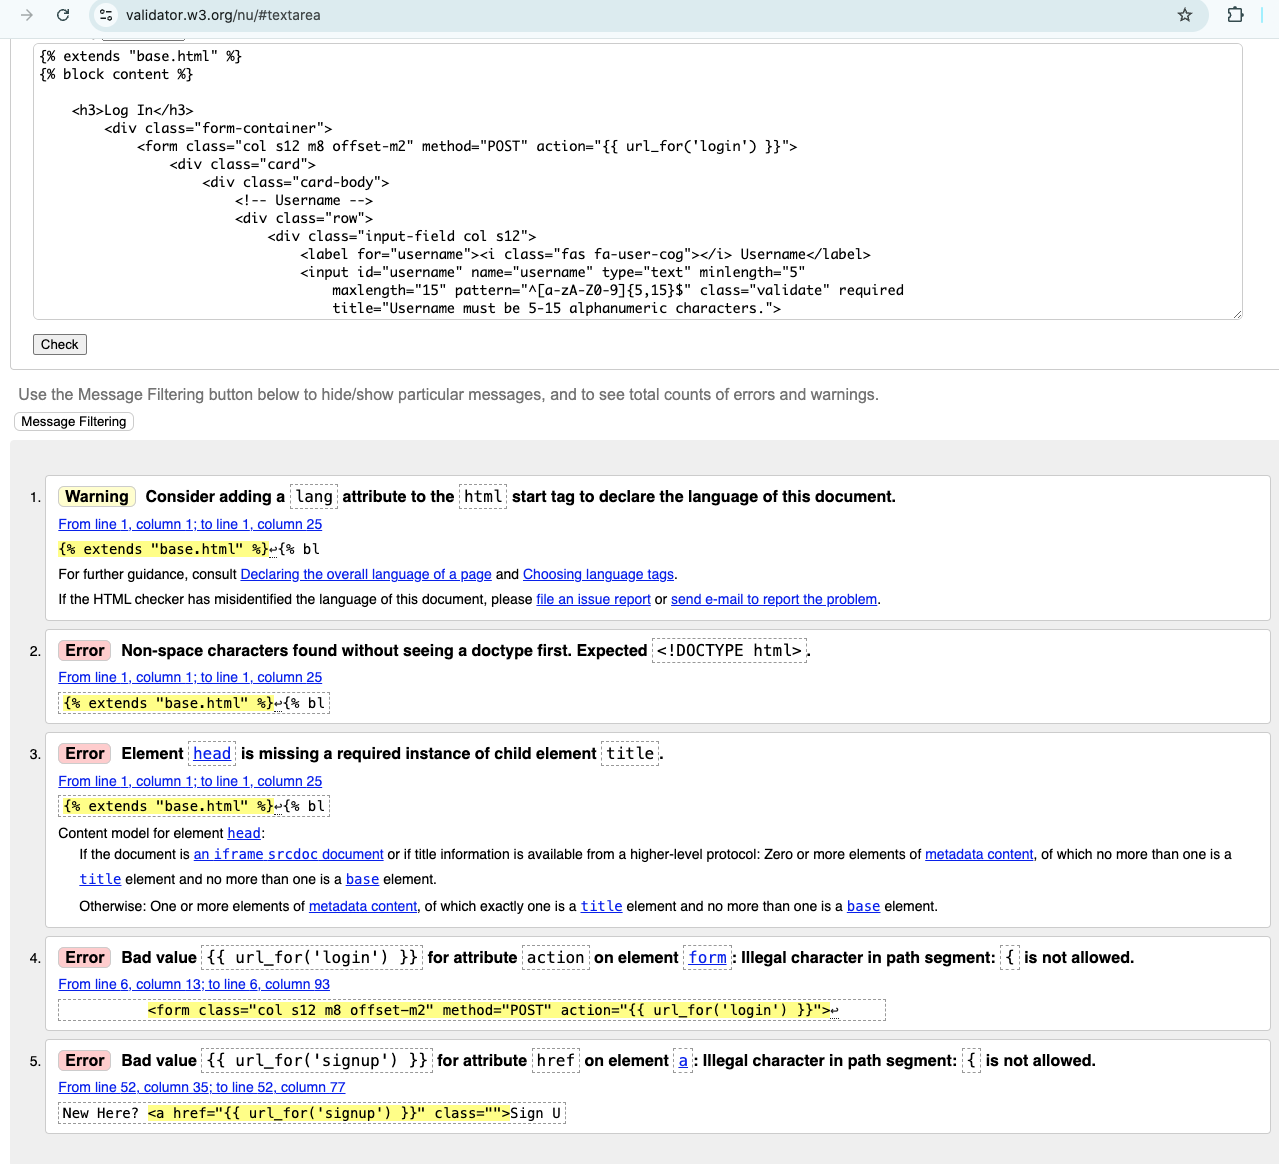 validator.w3.org/nu/#textarea
{% extends "base.html" %}
{% block content %}
<h3>Log In</h3>
<div class="form-container">
<form class="col s12 m8 offset-m2" method="POST" action="{{ url_for('login') }}">
<div class="card">
<div class="card-body">
<!-- Username -->
<div class="row">
<div class="input-field col s12">
<label for="username"><i class="fas fa-user-cog"></i> Username</label>
<input id="username" name="username" type="text" minlength="5"
maxlength="15" pattern="^[a-zA-Z0-9]{5,15}$" class="validate" required
title="Username must be 5-15 alphanumeric characters.">
Check
Use the Message Filtering button below to hide/show particular messages, and to see total counts of errors and warnings.
Message Filtering
1. Warning Consider adding a lang attribute to the html start tag to declare the language of this document.
From line 1, column 1; to line 1, column 25
{% extends "base.html" %}↩{% bl
For further guidance, consult Declaring the overall language of a page and Choosing language tags.
If the HTML checker has misidentified the language of this document, please file an issue report or send e-mail to report the problem.
2. Error Non-space characters found without seeing a doctype first. Expected <!DOCTYPE html>.
From line 1, column 1; to line 1, column 25
{% extends "base.html" %}↩{% bl
3. Error Element head is missing a required instance of child element title.
From line 1, column 1; to line 1, column 25
{% extends "base.html" %}↩{% bl
Content model for element head:
If the document is an iframe srcdoc document or if title information is available from a higher-level protocol: Zero or more elements of metadata content, of which no more than one is a
title element and no more than one is a base element.
Otherwise: One or more elements of metadata content, of which exactly one is a title element and no more than one is a base element.
4. Error Bad value {{ url_for('login') }} for attribute action on element form: Illegal character in path segment: { is not allowed.
From line 6, column 13; to line 6, column 93
<form class="col s12 m8 offset-m2" method="POST" action="{{ url_for('login') }}">↩
5. Error Bad value {{ url_for('signup') }} for attribute href on element a: Illegal character in path segment: { is not allowed.
From line 52, column 35; to line 52, column 77
New Here? <a href="{{ url_for('signup') }}" class="">Sign U